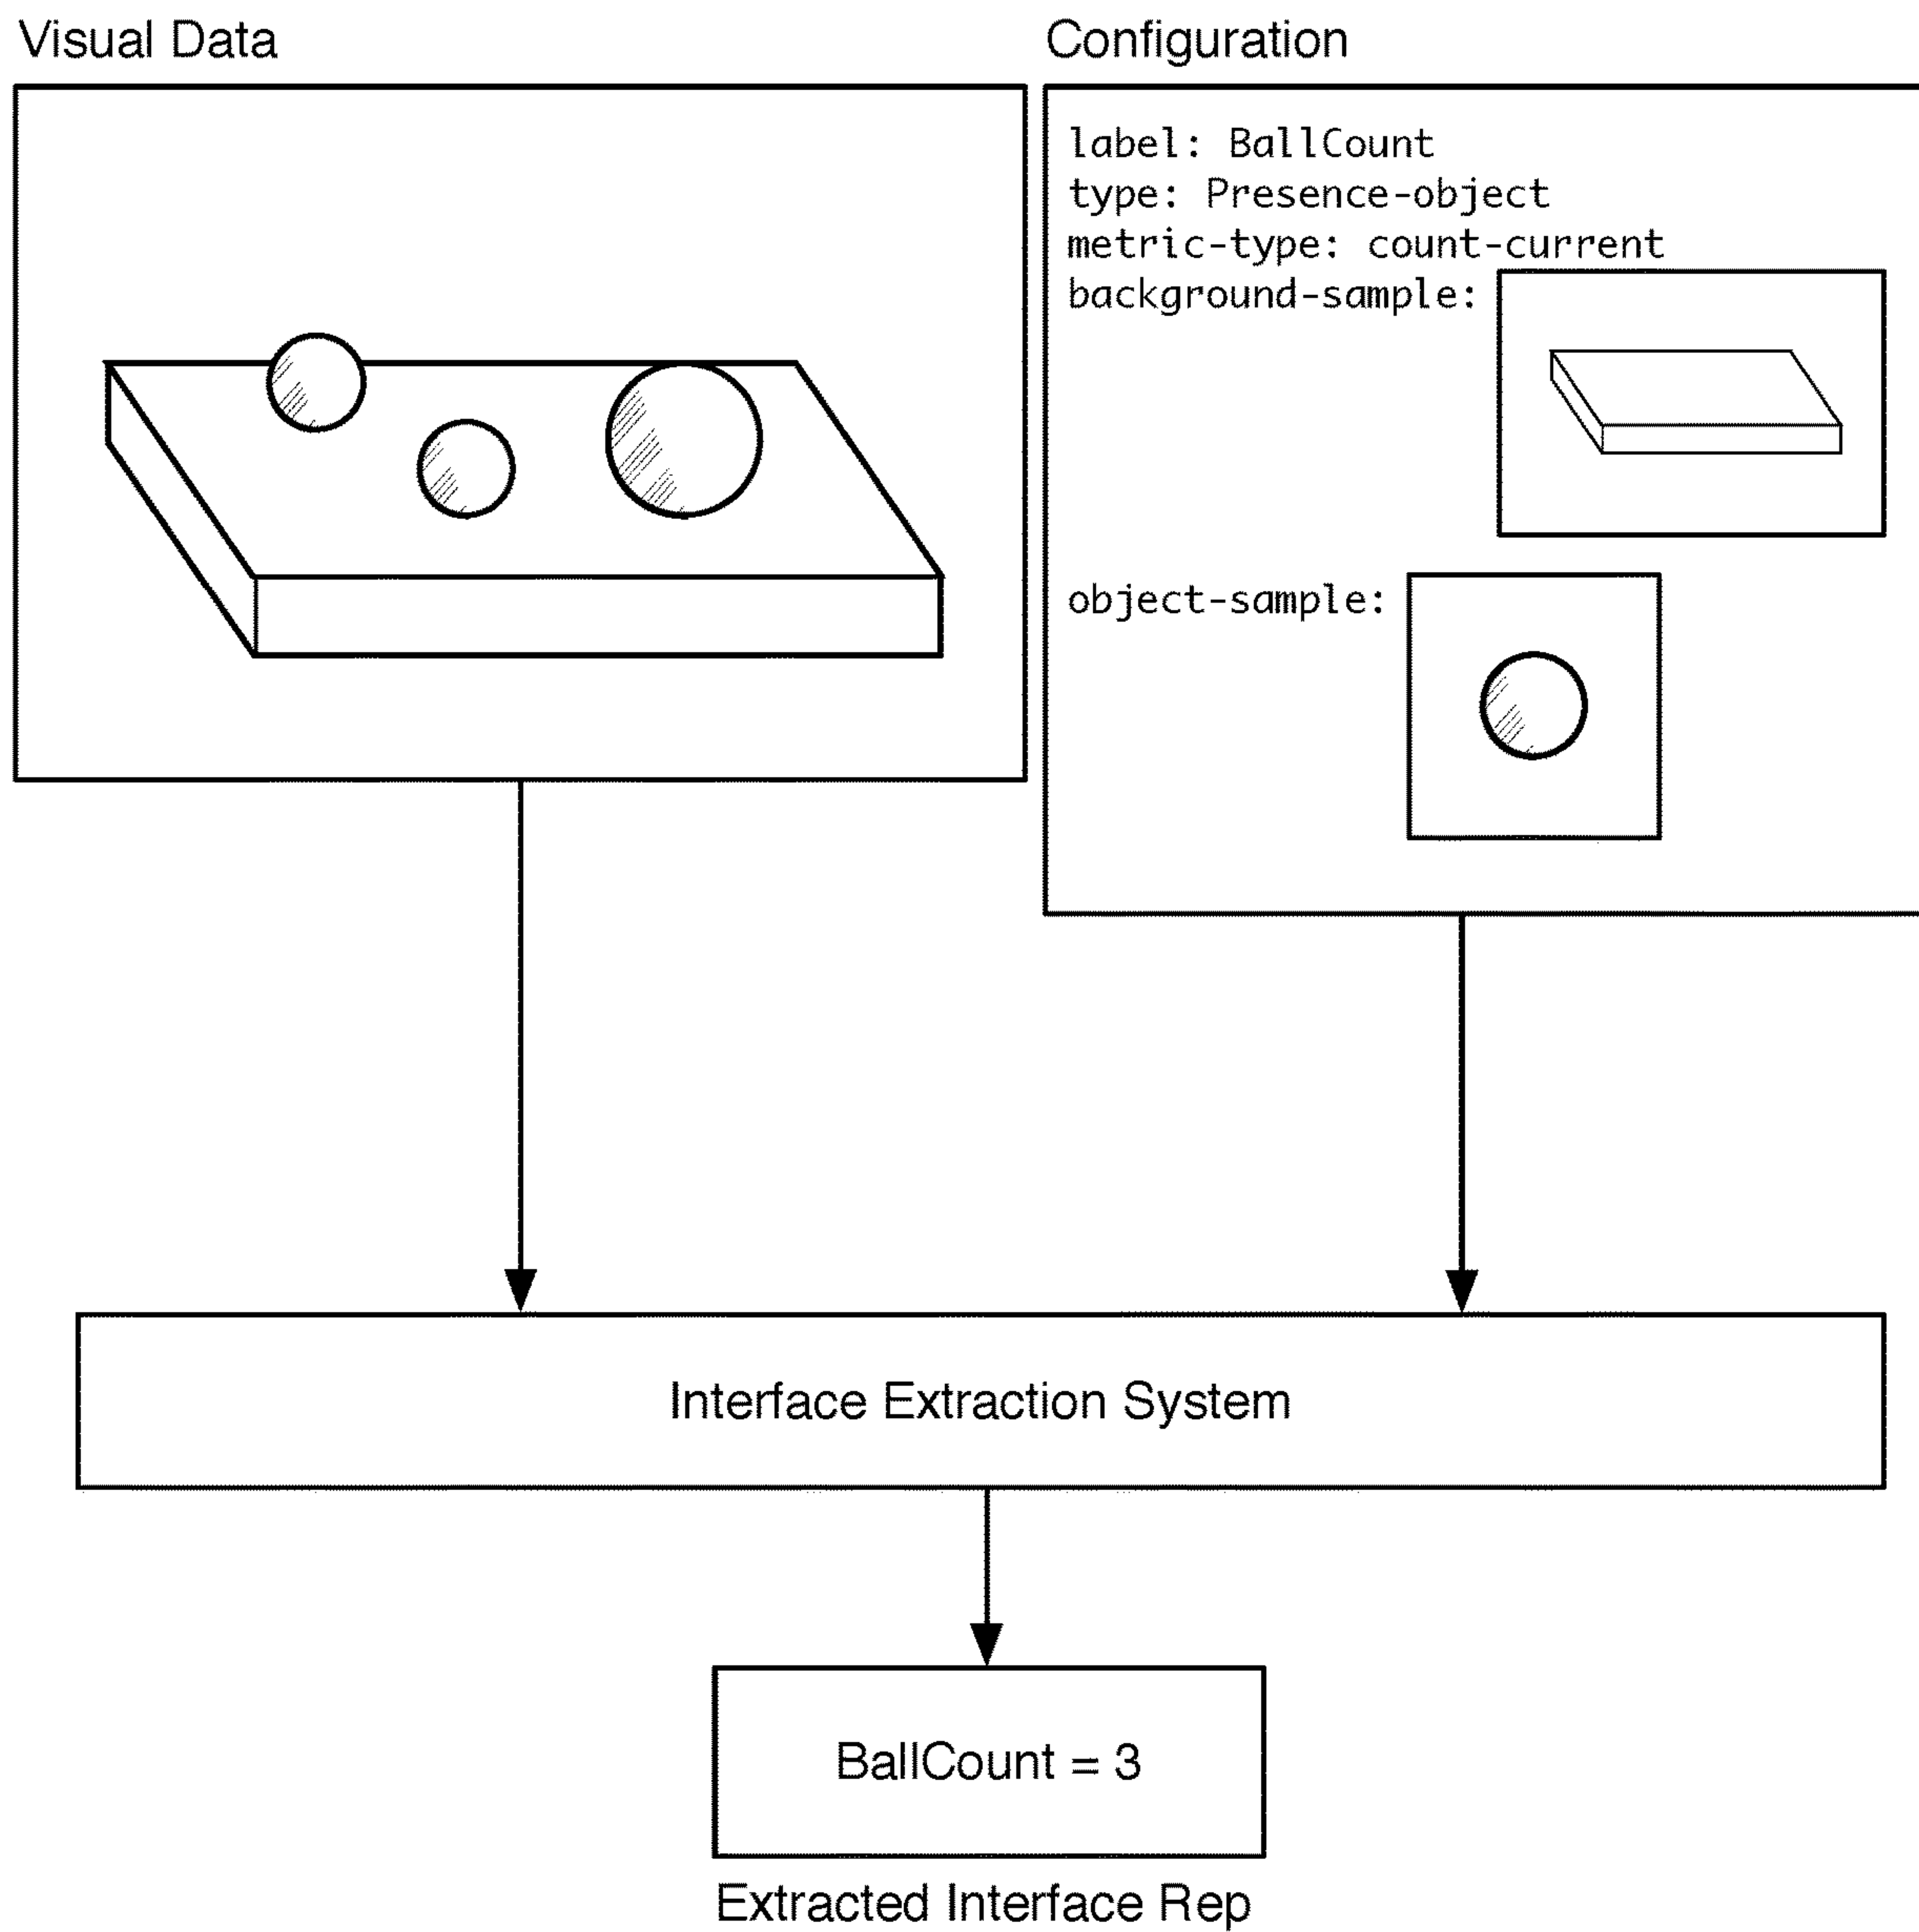 Visual Data
Configuration
label: BallCount
type: Presence-object
metric-type: count-current
background-sample:
object-sample:
Interface Extraction System
BallCount = 3
Extracted Interface Rep